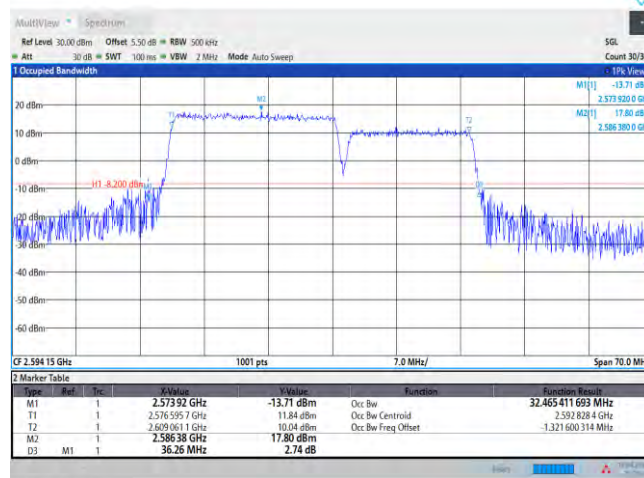 MultiView Spectrum
Ref Level 30.00 dBm Offset 5.50 dB RBW 500 kHz SGL
Att 30 dB SWT 100 ms VBW 2 MHz Mode Auto Sweep Count 30/3
1 Occupied Bandwidth 1Pk View
M1[1] -13.71 dB
2.573 920 0 G
M2[1] 17.80 dB
2.586 380 0 G
M2
T1
T2
20 dBm
10 dBm
0 dBm
H1 -8.200 dBm
M1
D3
-10 dBm
-20 dBm
-30 dBm
-40 dBm
-50 dBm
-60 dBm
CF 2.594 15 GHz 1001 pts 7.0 MHz/ Span 70.0 MH
2 Marker Table
Type Ref Trc X-Value Y-Value Function Function Result
M1 1 2.573 92 GHz -13.71 dBm Occ Bw 32.465 411 693 MHz
T1 1 2.576 595 7 GHz 11.84 dBm Occ Bw Centroid 2.592 828 4 GHz
T2 1 2.609 061 1 GHz 10.04 dBm Occ Bw Freq Offset -1.321 600 314 MHz
M2 1 2.586 38 GHz 17.80 dBm
D3 M1 1 36.26 MHz 2.74 dB